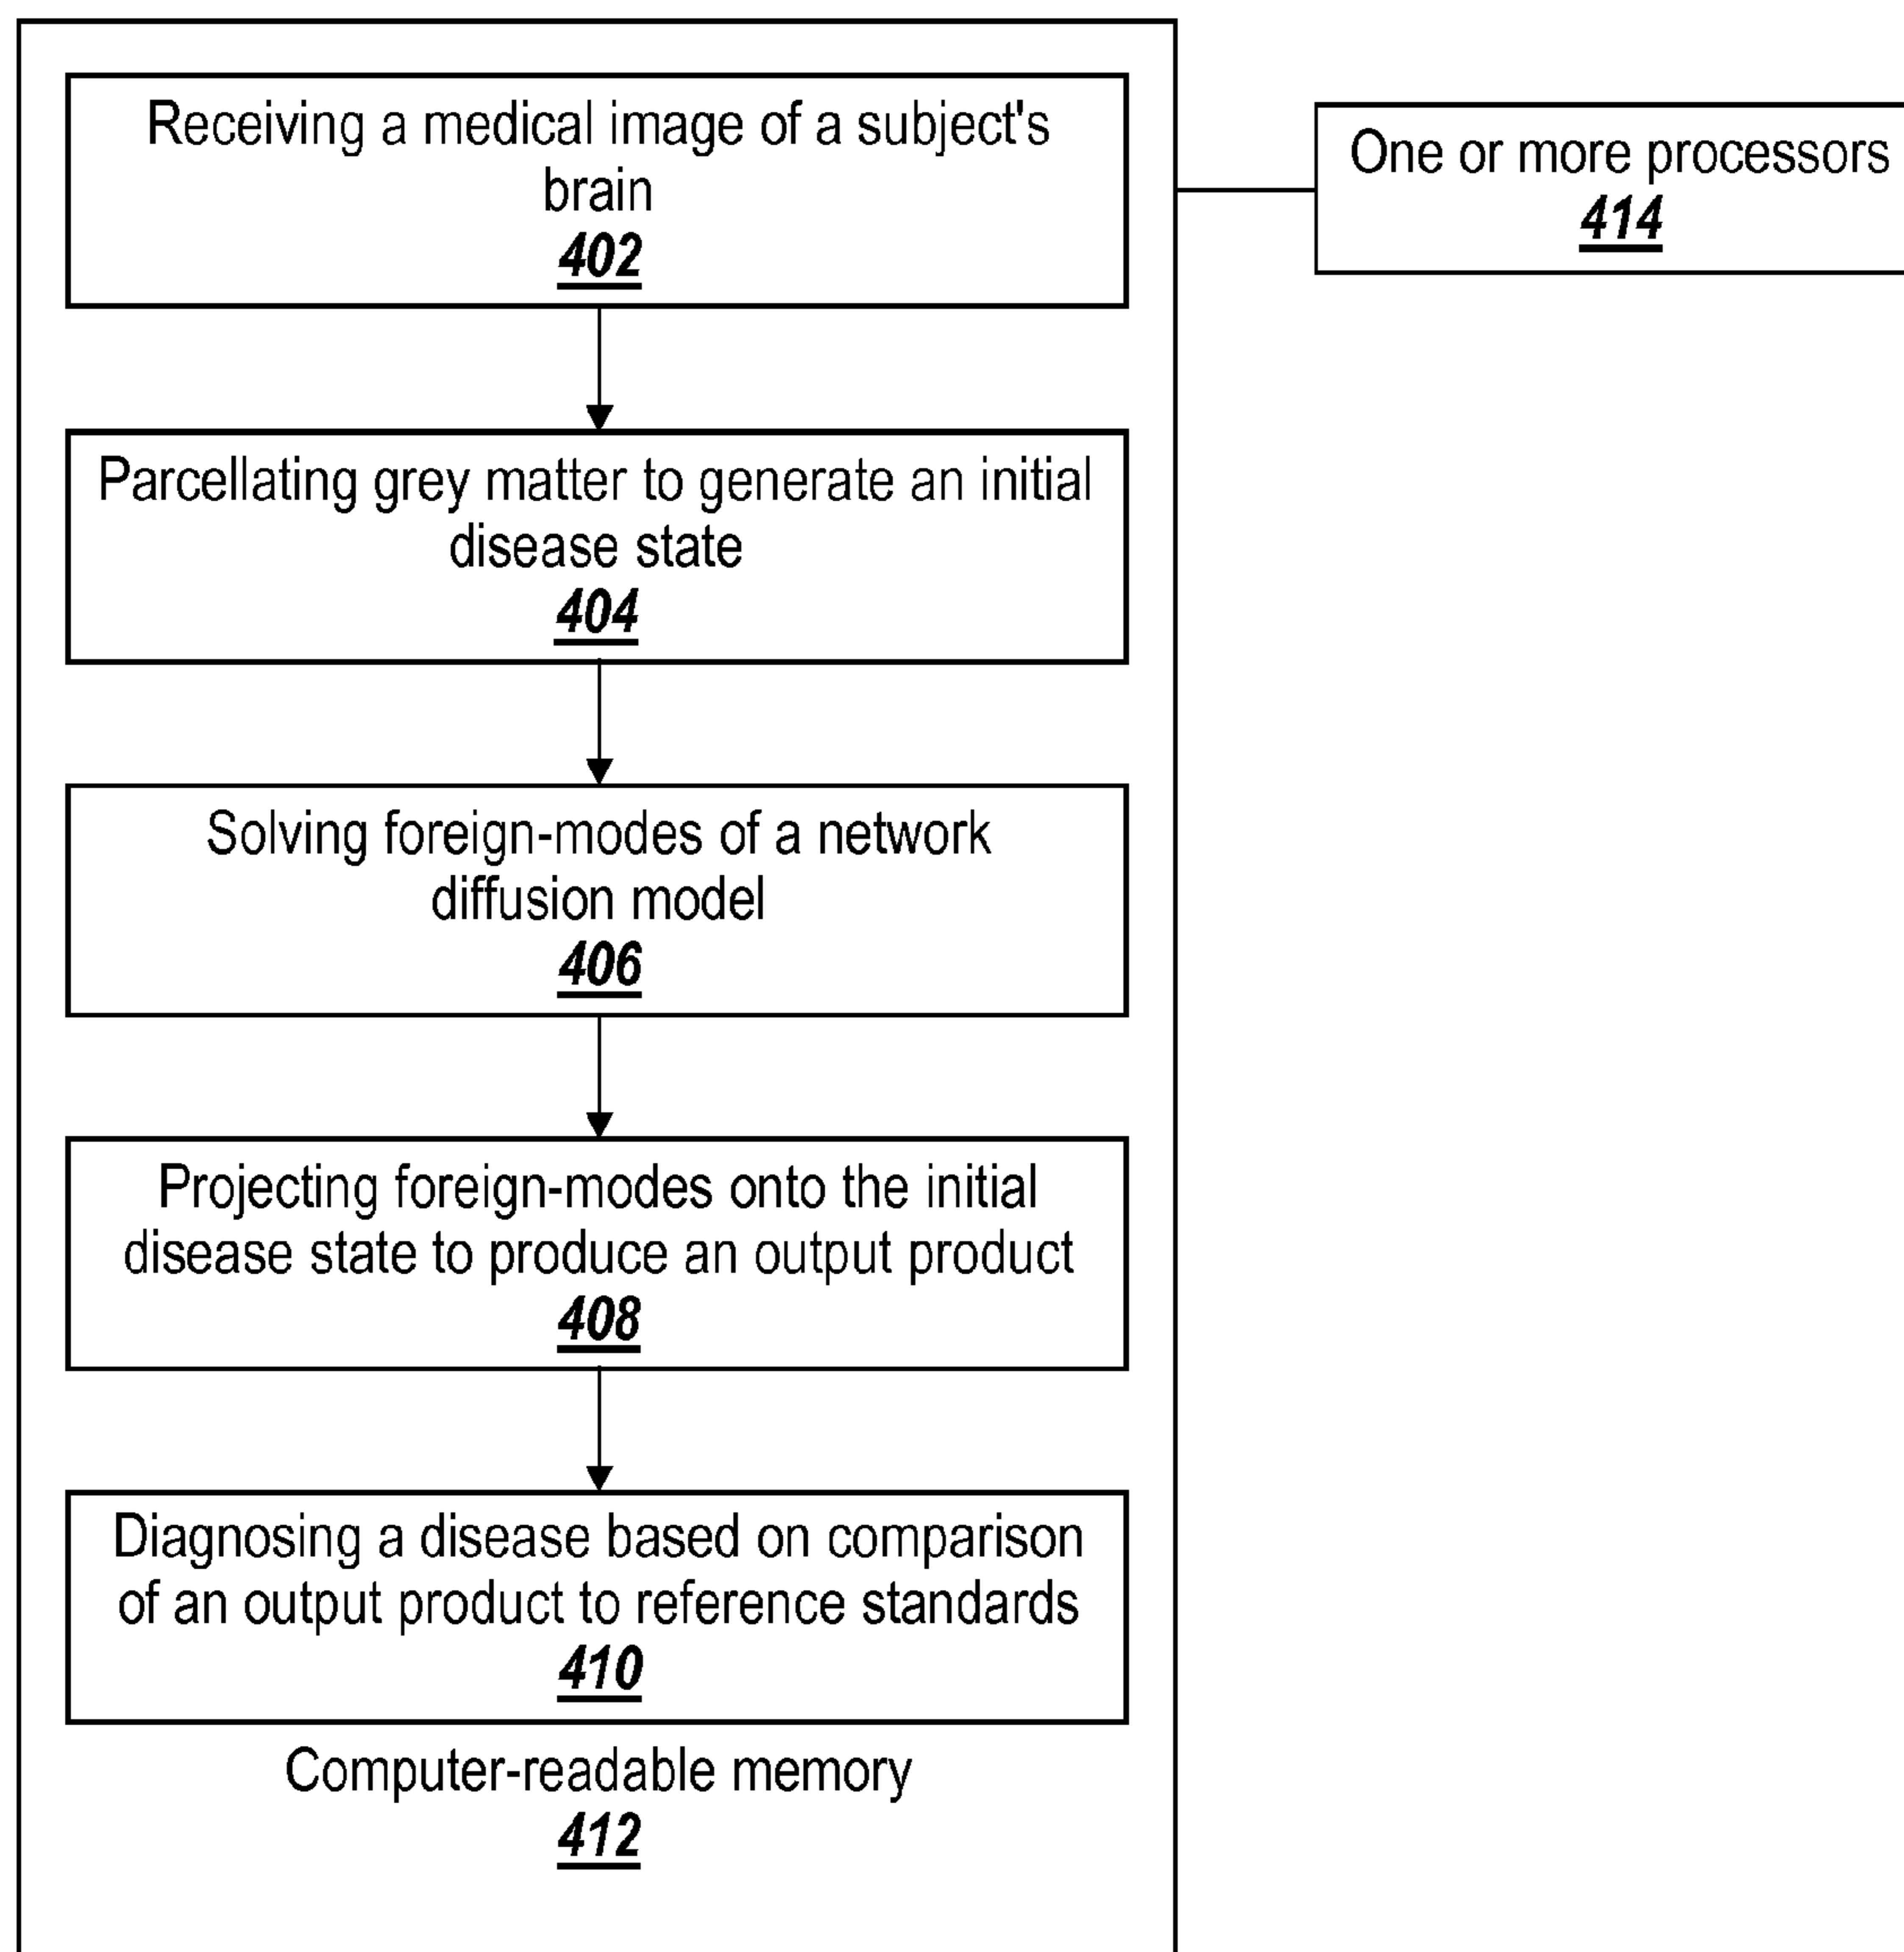 Receiving a medical image of a subject's
brain
402
One or more processors
414
Parcellating grey matter to generate an initial
disease state
404
Solving foreign-modes of a network
diffusion model
406
Projecting foreign-modes onto the initial
disease state to produce an output product
408
Diagnosing a disease based on comparison
of an output product to reference standards
410
Computer-readable memory
412